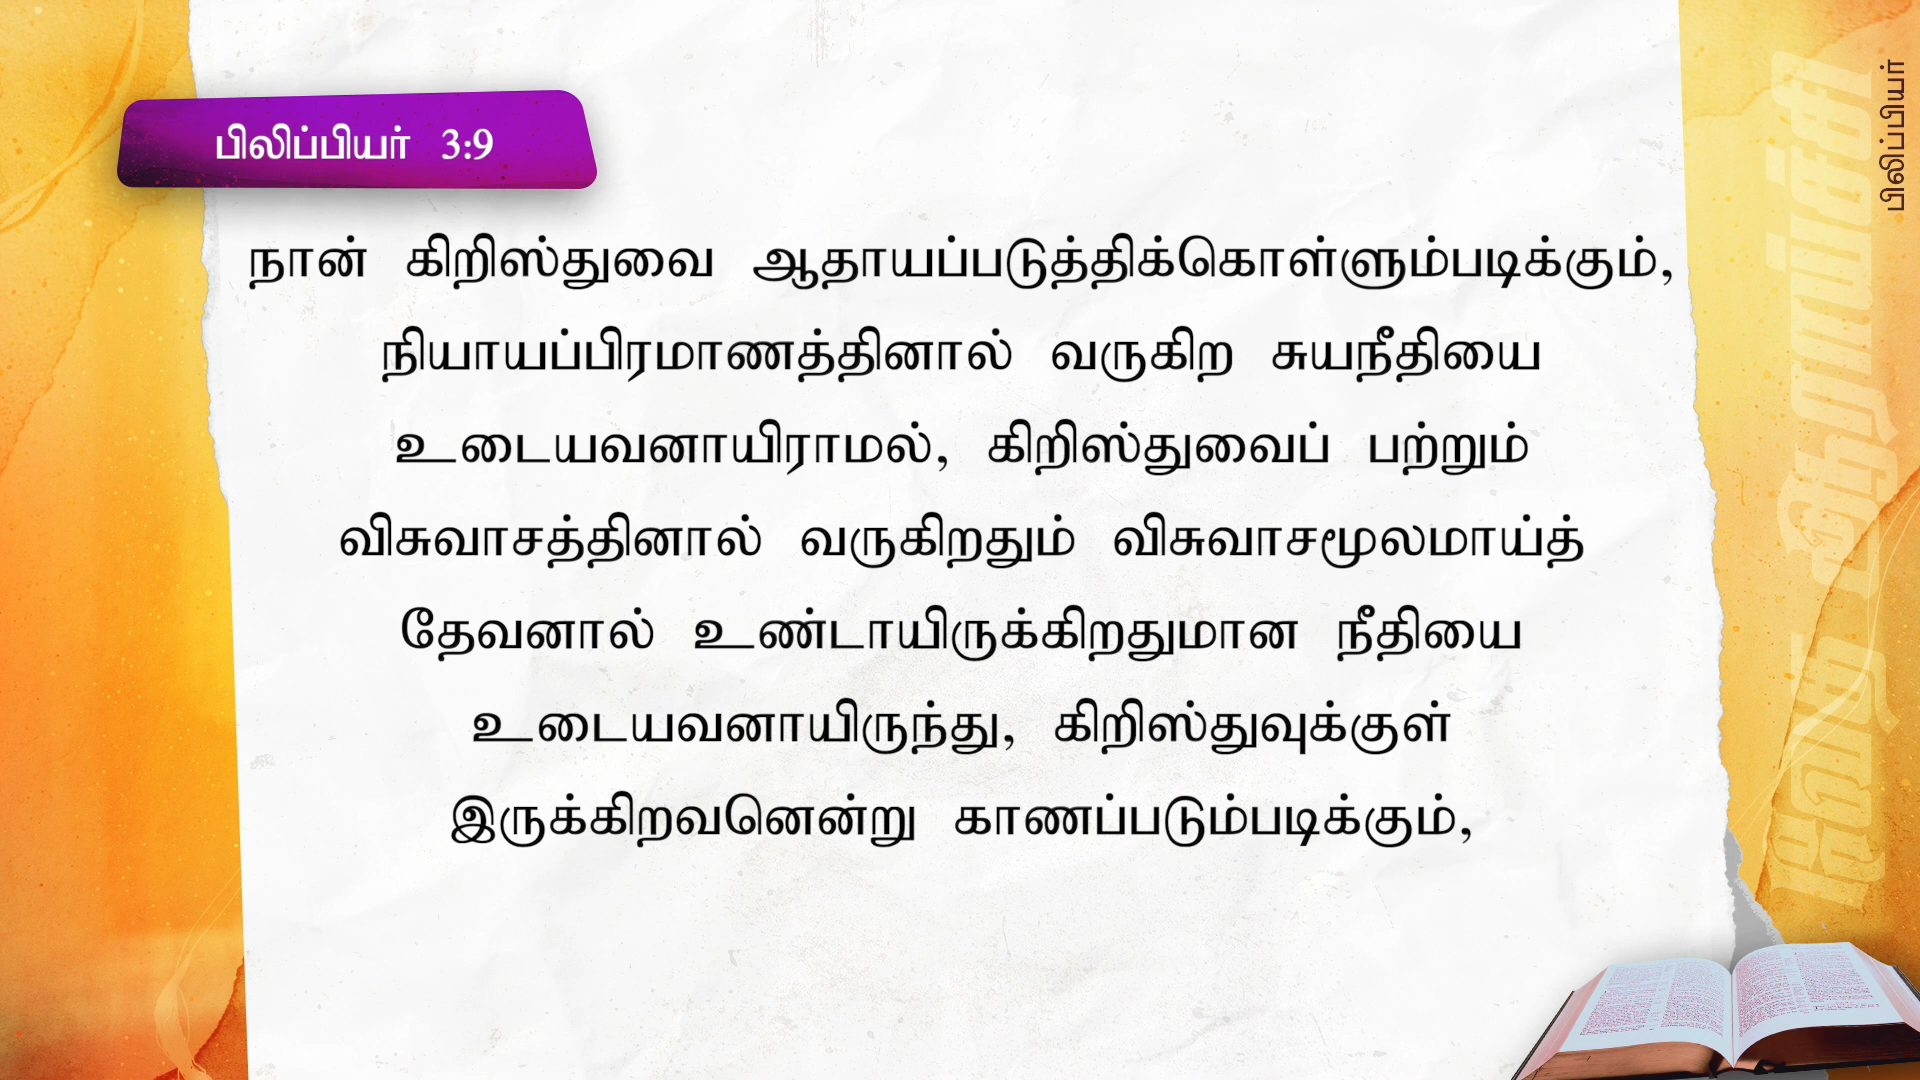 பிலிப்பியர் 3:9
நான் கிறிஸ்துவை ஆதாயப்படுத்திக்கொள்ளும்படிக்கும்,
நியாயப்பிரமாணத்தினால் வருகிற சுயநீதியை
உடையவனாயிராமல், கிறிஸ்துவைப் பற்றும்
விசுவாசத்தினால் வருகிறதும் விசுவாசமூலமாய்த்
தேவனால் உண்டாயிருக்கிறதுமான நீதியை
உடையவனாயிருந்து, கிறிஸ்துவுக்குள்
இருக்கிறவனென்று காணப்படும்படிக்கும்,
பிலிப்பியர்
வேத ஆராய்ச்சி